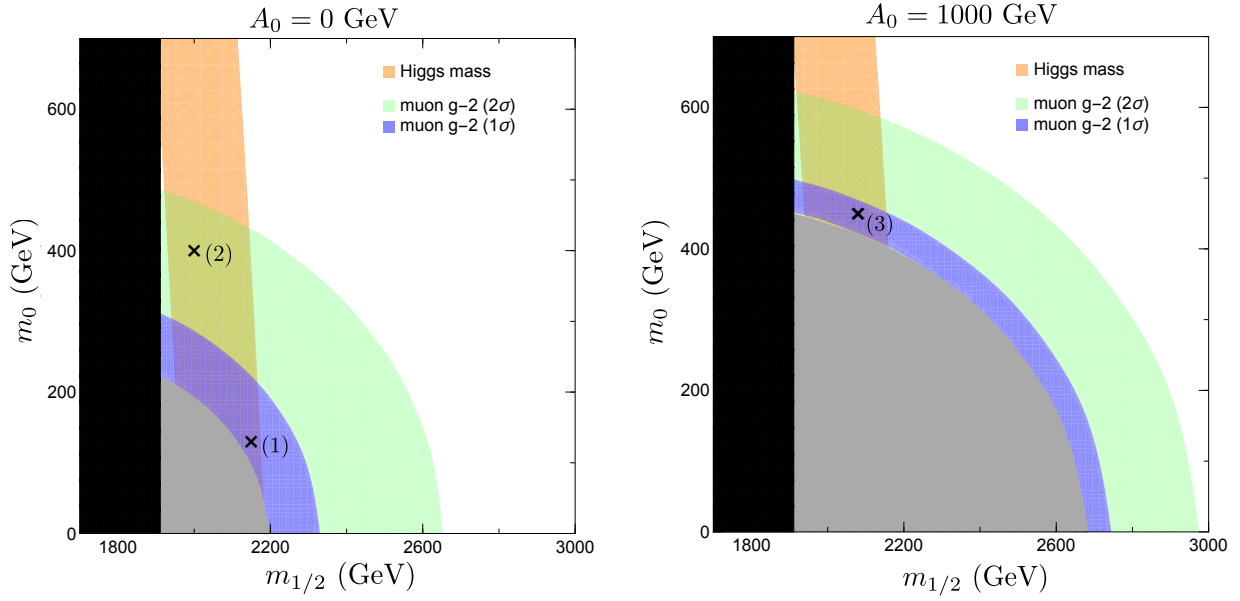 A₀ = 0 GeV
Higgs mass
muon g−2 (2σ)
muon g−2 (1σ)
(2)
(1)
m₀ (GeV)
600
400
200
0
1800
2200
2600
3000
m₁/₂ (GeV)
A₀ = 1000 GeV
Higgs mass
muon g−2 (2σ)
muon g−2 (1σ)
(3)
m₀ (GeV)
600
400
200
0
1800
2200
2600
3000
m₁/₂ (GeV)